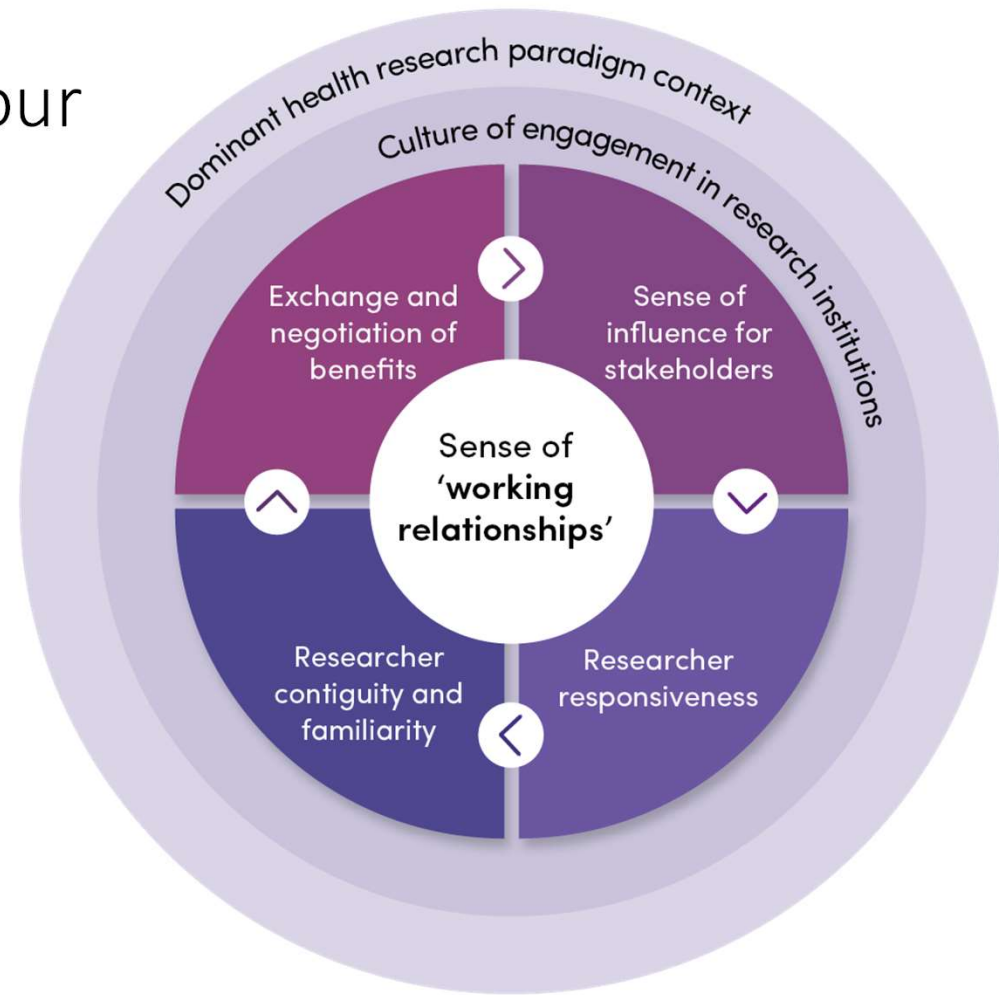 Dominant health research paradigm context
Culture of engagement in research institutions
Exchange and
negotiation of
benefits
Sense of
influence for
stakeholders
Sense of
‘working
relationships’
Researcher
contiguity and
familiarity
Researcher
responsiveness